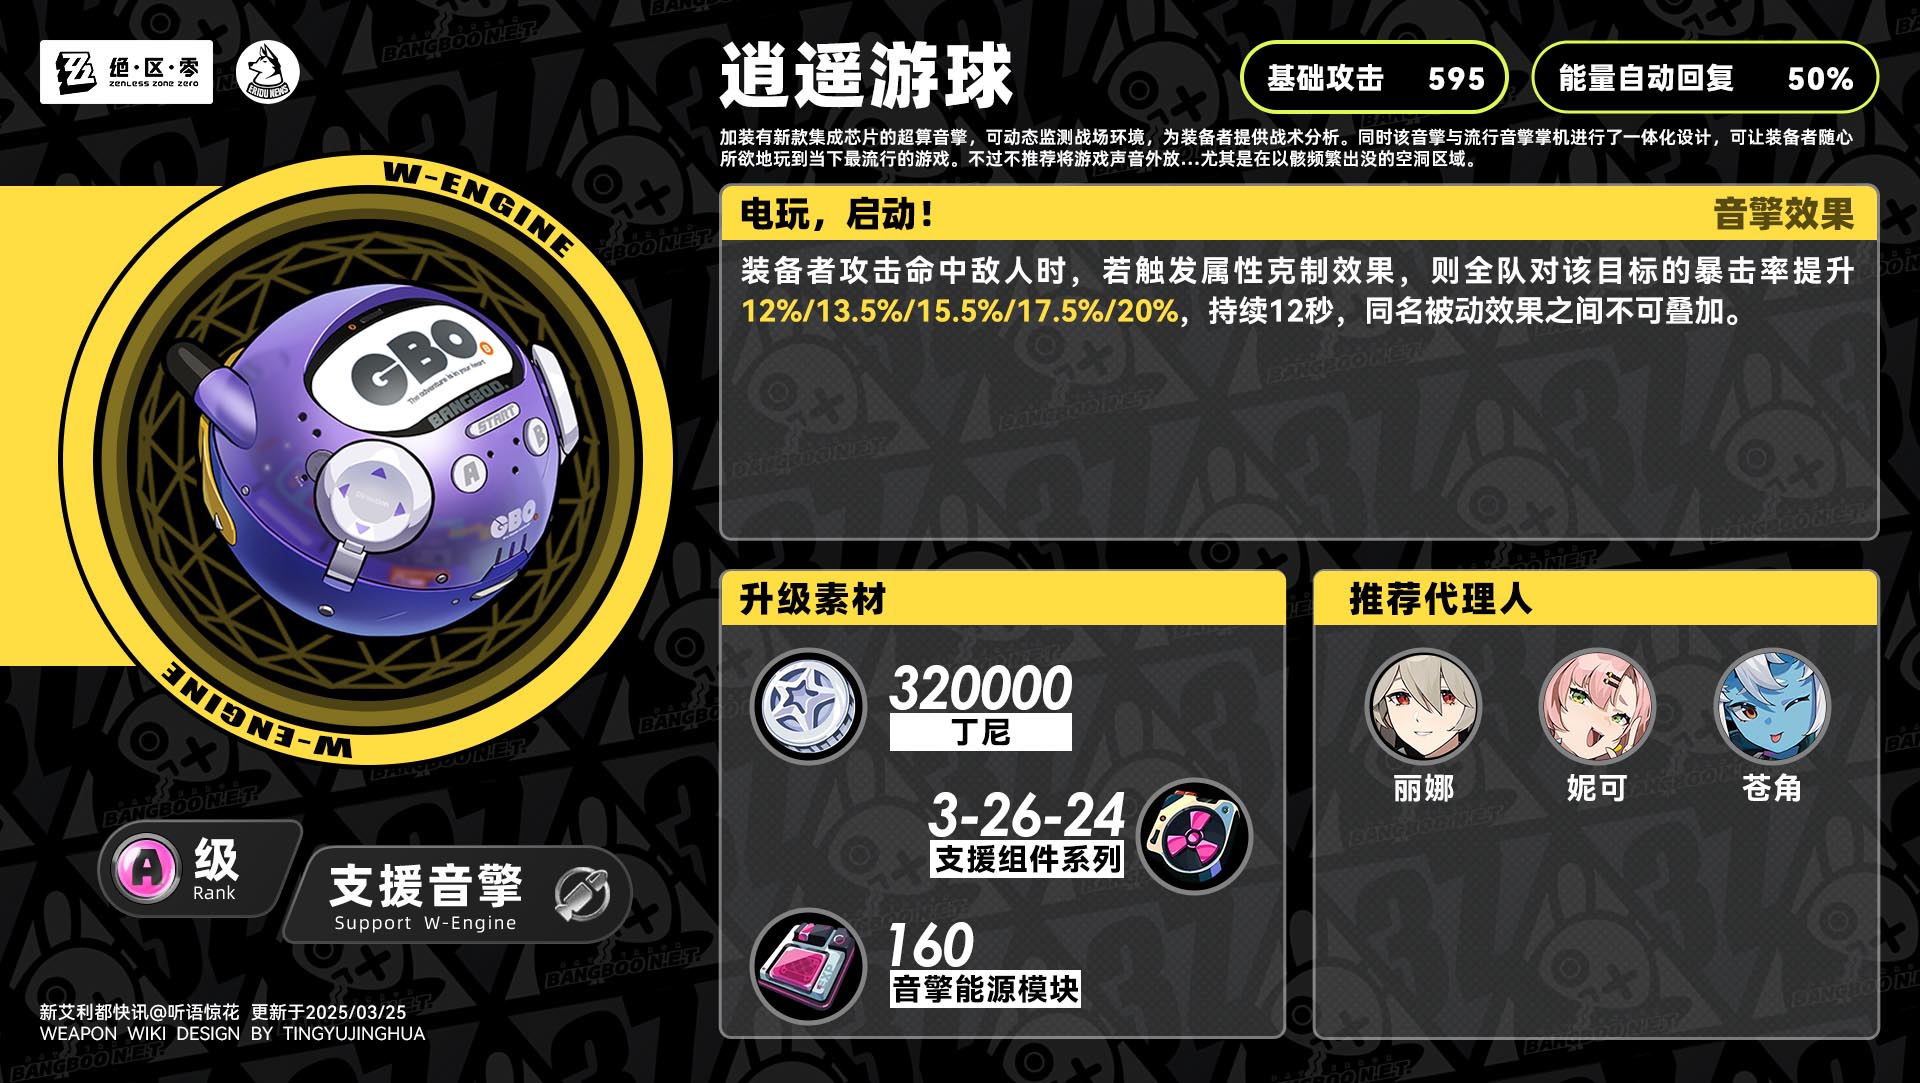 绝·区·零
ZENLESS ZONE ZERO
ERIDU NEWS
逍遥游球
基础攻击 595
能量自动回复 50%
加装有新款集成芯片的超算音擎，可动态监测战场环境，为装备者提供战术分析。同时该音擎与流行音擎掌机进行了一体化设计，可让装备者随心
所欲地玩到当下最流行的游戏。不过不推荐将游戏声音外放…尤其是在以骸频繁出没的空洞区域。
电玩，启动！
音擎效果
装备者攻击命中敌人时，若触发属性克制效果，则全队对该目标的暴击率提升
12%/13.5%/15.5%/17.5%/20%，持续12秒，同名被动效果之间不可叠加。
W-ENGINE
GBO.
The adventure is in your heart
BANGBOO.
START
B
A
Direction
GBO.
W-ENGINE
升级素材
320000
丁尼
3-26-24
支援组件系列
160
音擎能源模块
推荐代理人
丽娜
妮可
苍角
A
级
Rank
支援音擎
Support W-Engine
新艾利都快讯@听语惊花 更新于2025/03/25
WEAPON WIKI DESIGN BY TINGYUJINGHUA
BANGBOO N.E.T.